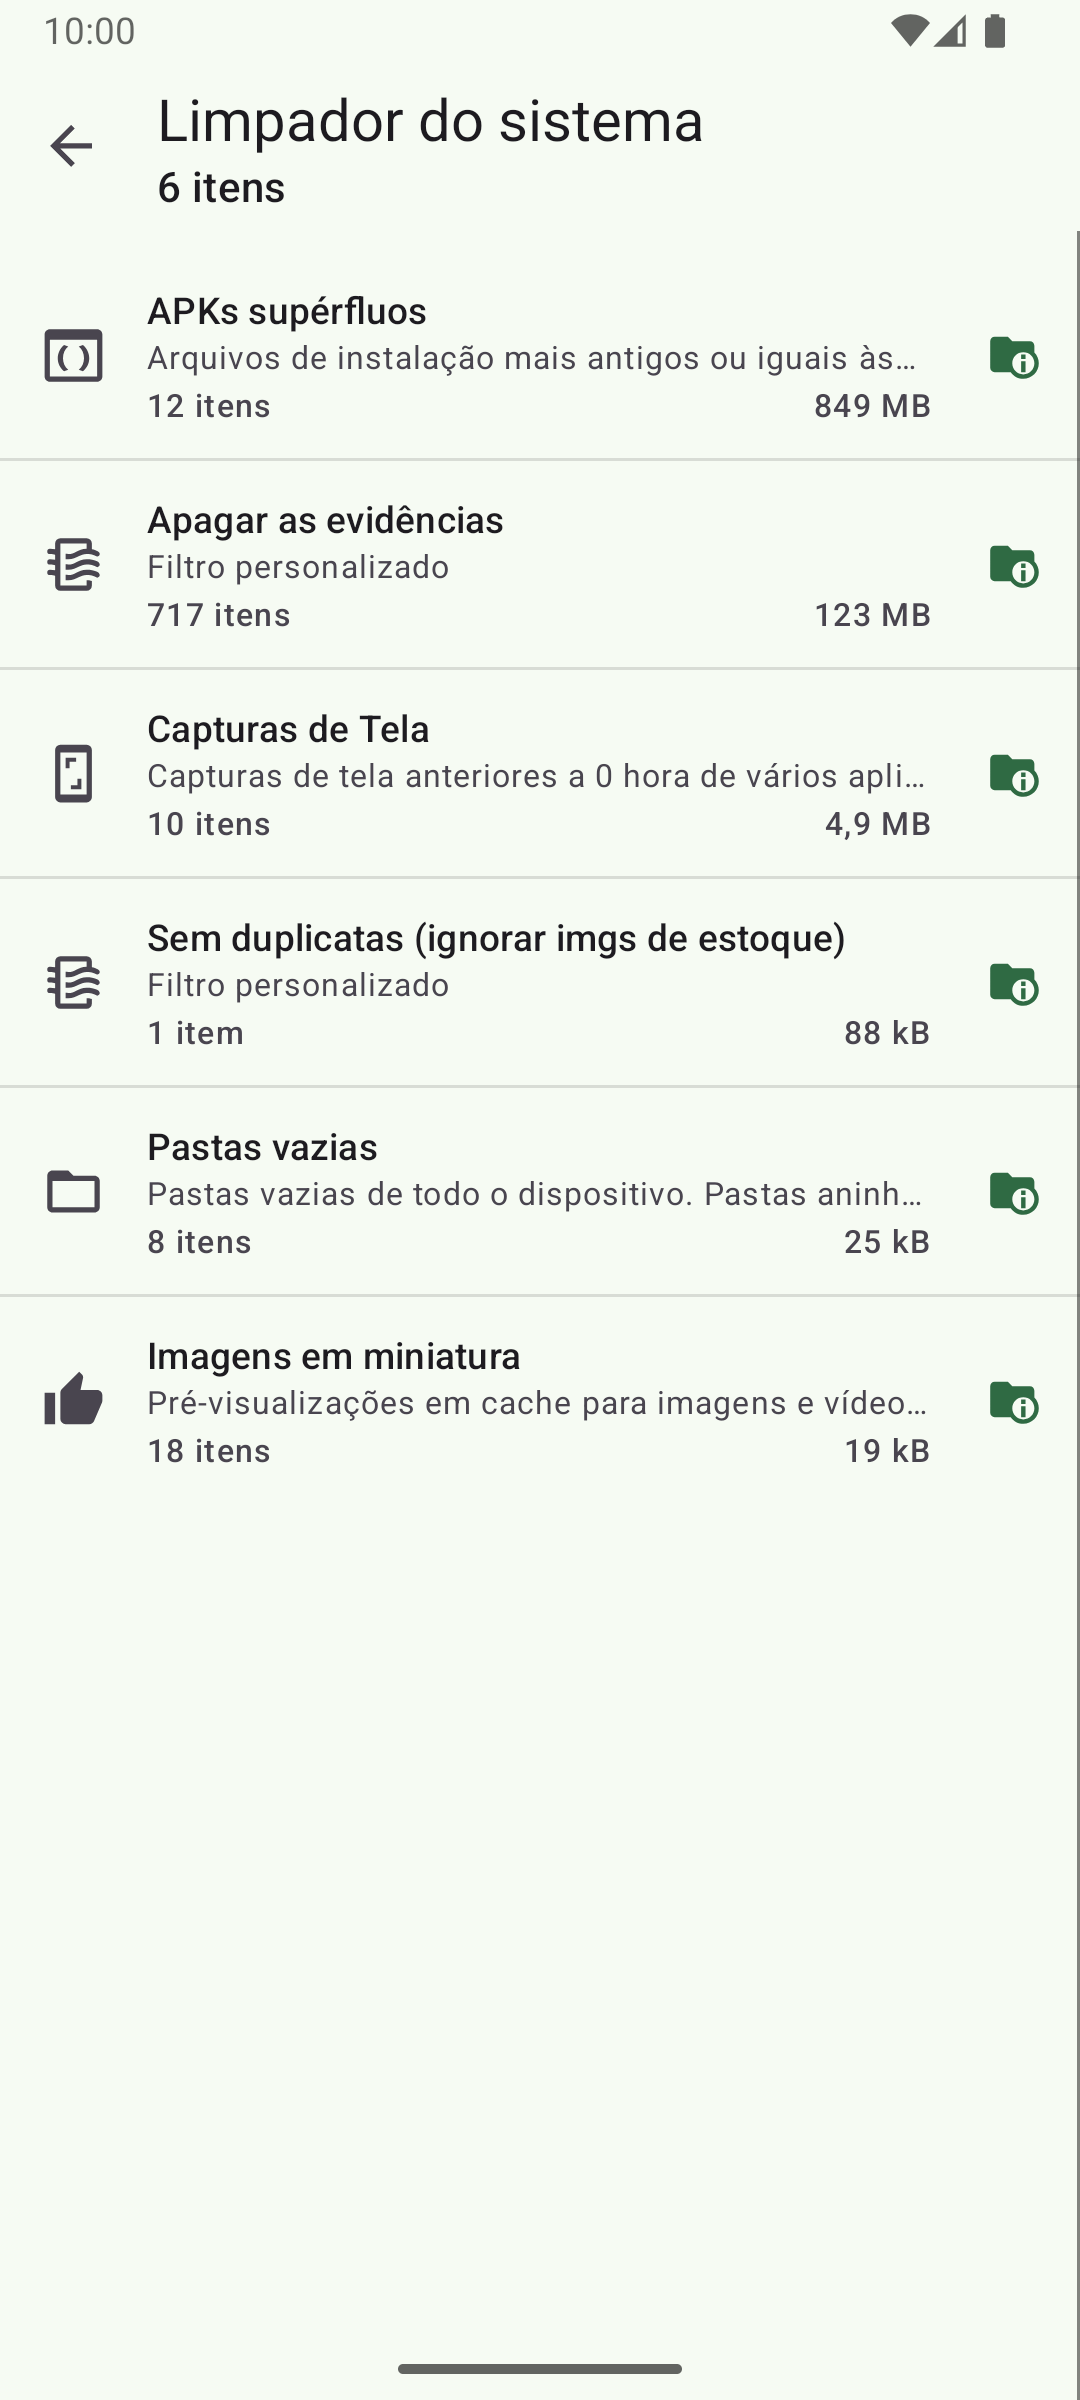 10:00
Limpador do sistema
6 itens
APKs supérfluos
Arquivos de instalação mais antigos ou iguais às…
12 itens 849 MB
Apagar as evidências
Filtro personalizado
717 itens 123 MB
Capturas de Tela
Capturas de tela anteriores a 0 hora de vários apli…
10 itens 4,9 MB
Sem duplicatas (ignorar imgs de estoque)
Filtro personalizado
1 item 88 kB
Pastas vazias
Pastas vazias de todo o dispositivo. Pastas aninh…
8 itens 25 kB
Imagens em miniatura
Pré-visualizações em cache para imagens e vídeo…
18 itens 19 kB